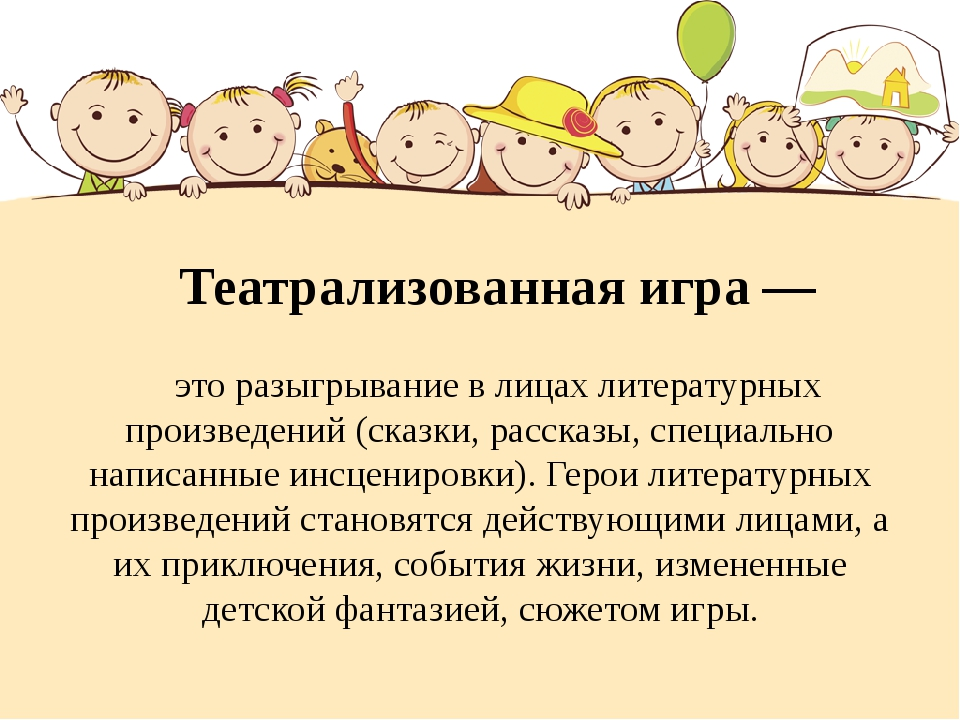 Театрализованная игра —
это разыгрывание в лицах литературных
произведений (сказки, рассказы, специально
написанные инсценировки). Герои литературных
произведений становятся действующими лицами, а
их приключения, события жизни, измененные
детской фантазией, сюжетом игры.